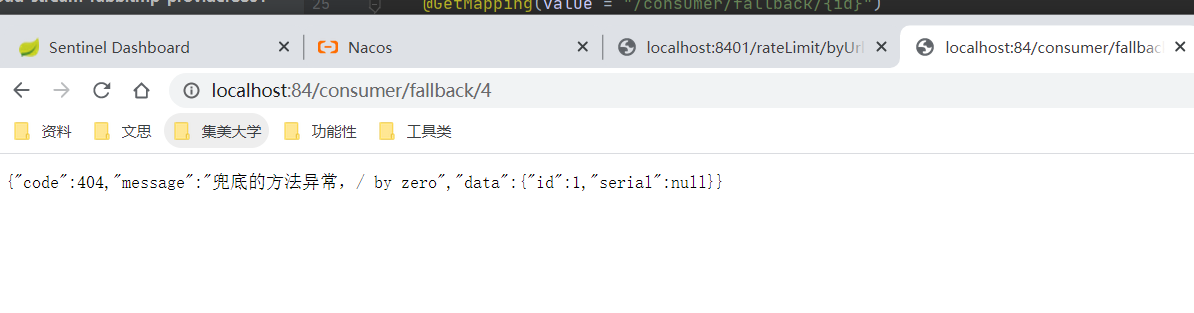 25 @GetMapping(value = "/consumer/fallback/{id}")
Sentinel Dashboard Nacos localhost:8401/rateLimit/byUrl localhost:84/consumer/fallbac
localhost:84/consumer/fallback/4
资料 文思 集美大学 功能性 工具类
{"code":404,"message":"兜底的方法异常，/ by zero","data":{"id":1,"serial":null}}